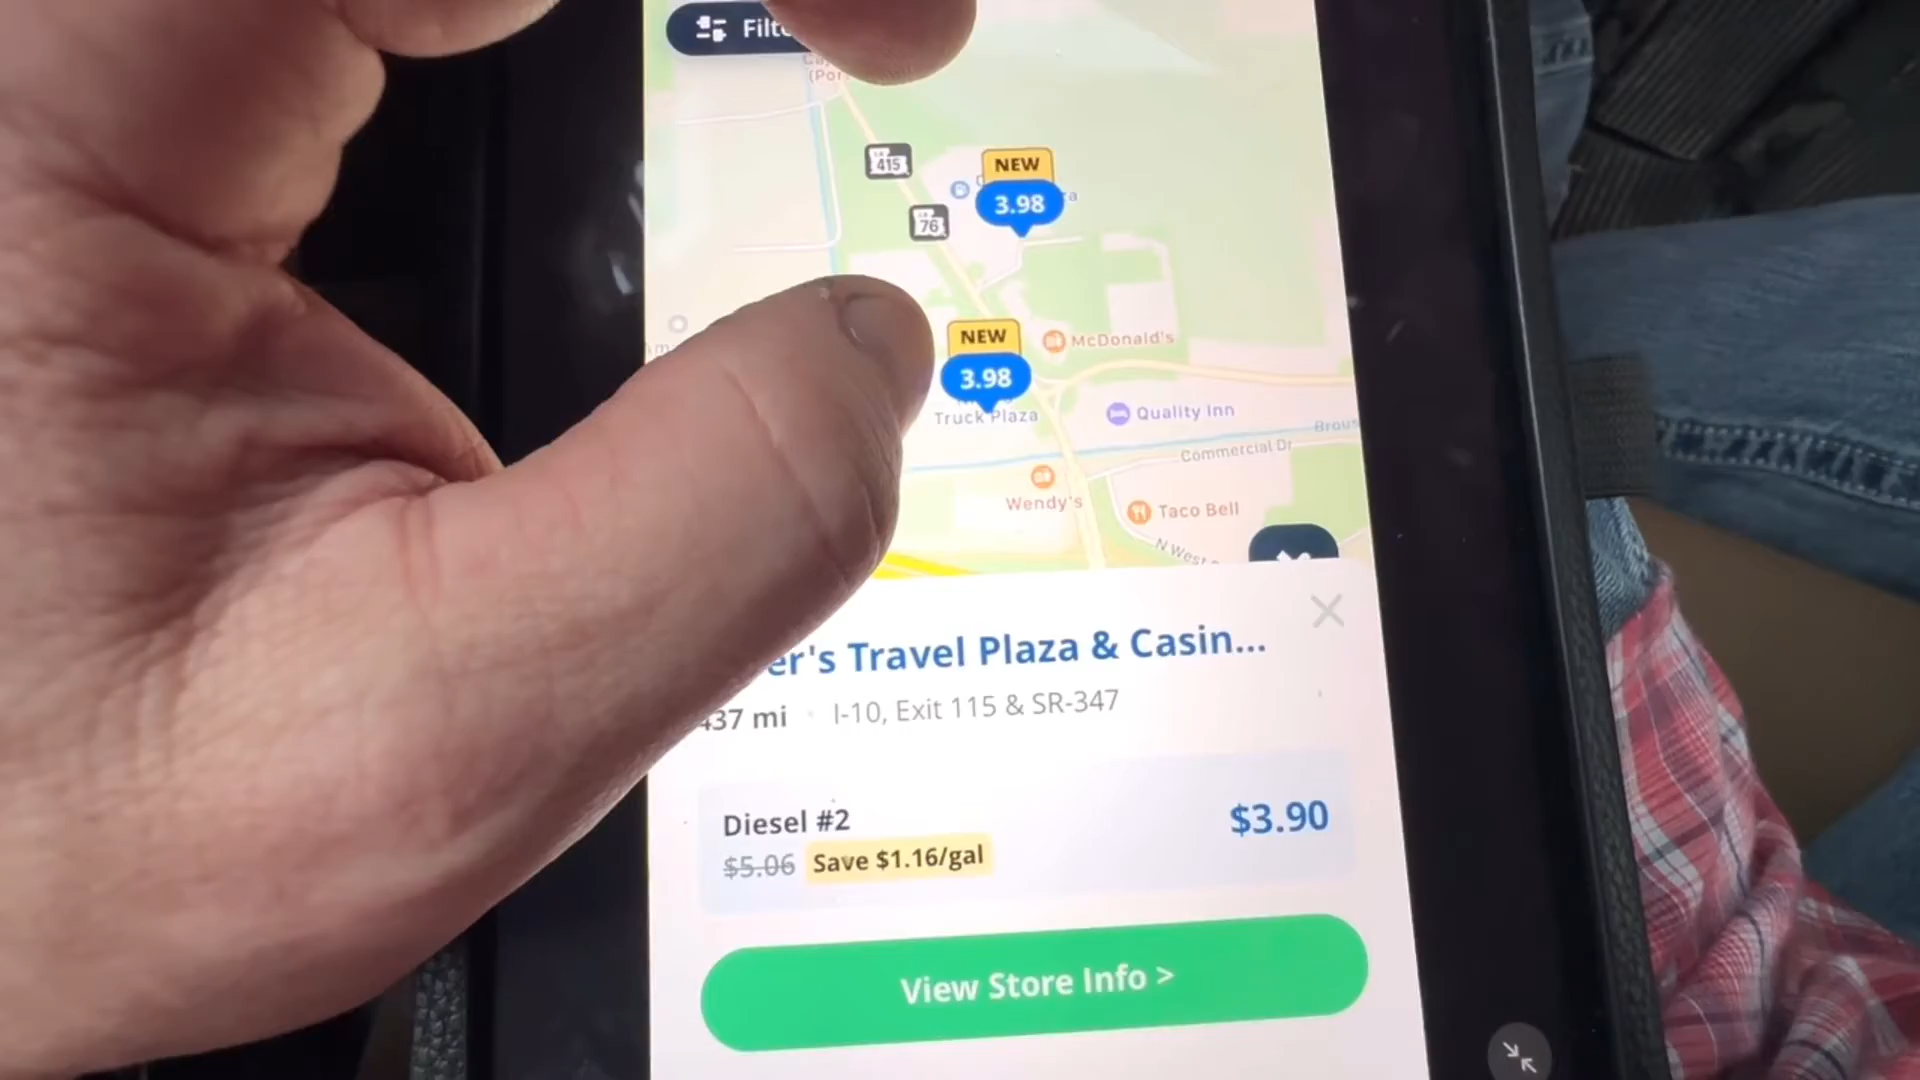 415
NEW
3.98
76
NEW
3.98
McDonald's
Truck Plaza
Quality Inn
Commercial Dr
Wendy's
Taco Bell
N West
er's Travel Plaza & Casin...
437 mi · I-10, Exit 115 & SR-347
Diesel #2
$3.90
$5.06 Save $1.16/gal
View Store Info >